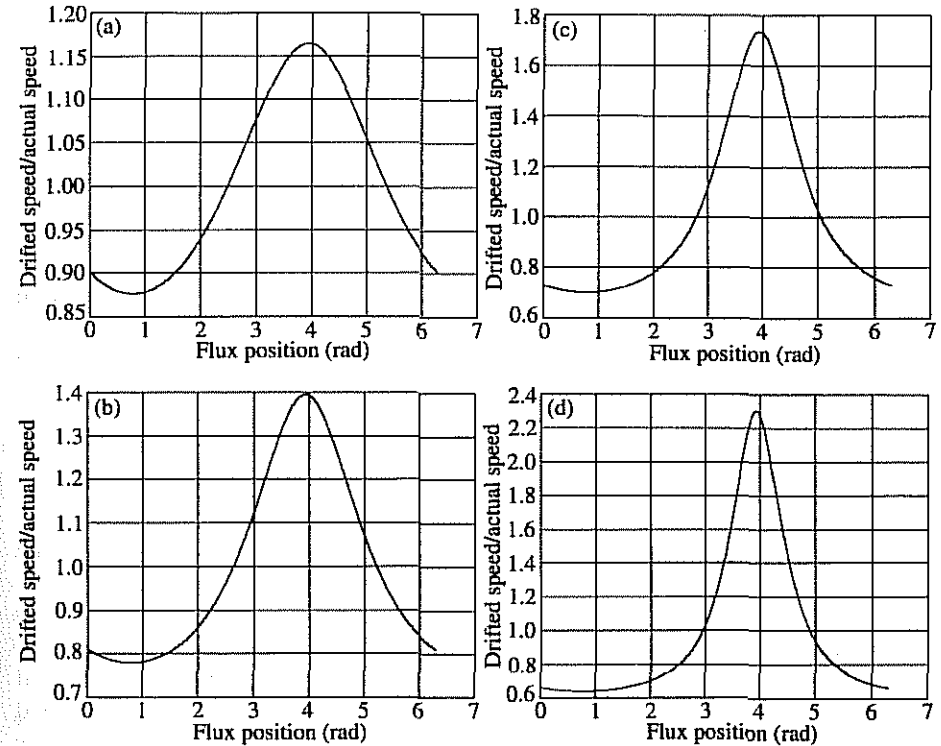 (a)
Drifted speed/actual speed
1.20
1.15
1.10
1.05
1.00
0.95
0.90
0.85
0 1 2 3 4 5 6 7
Flux position (rad)
(c)
Drifted speed/actual speed
1.8
1.6
1.4
1.2
1.0
0.8
0.6
0 1 2 3 4 5 6 7
Flux position (rad)
(b)
Drifted speed/actual speed
1.4
1.3
1.2
1.1
1.0
0.9
0.8
0.7
0 1 2 3 4 5 6 7
Flux position (rad)
(d)
Drifted speed/actual speed
2.4
2.2
2.0
1.8
1.6
1.4
1.2
1.0
0.8
0.6
0 1 2 3 4 5 6 7
Flux position (rad)